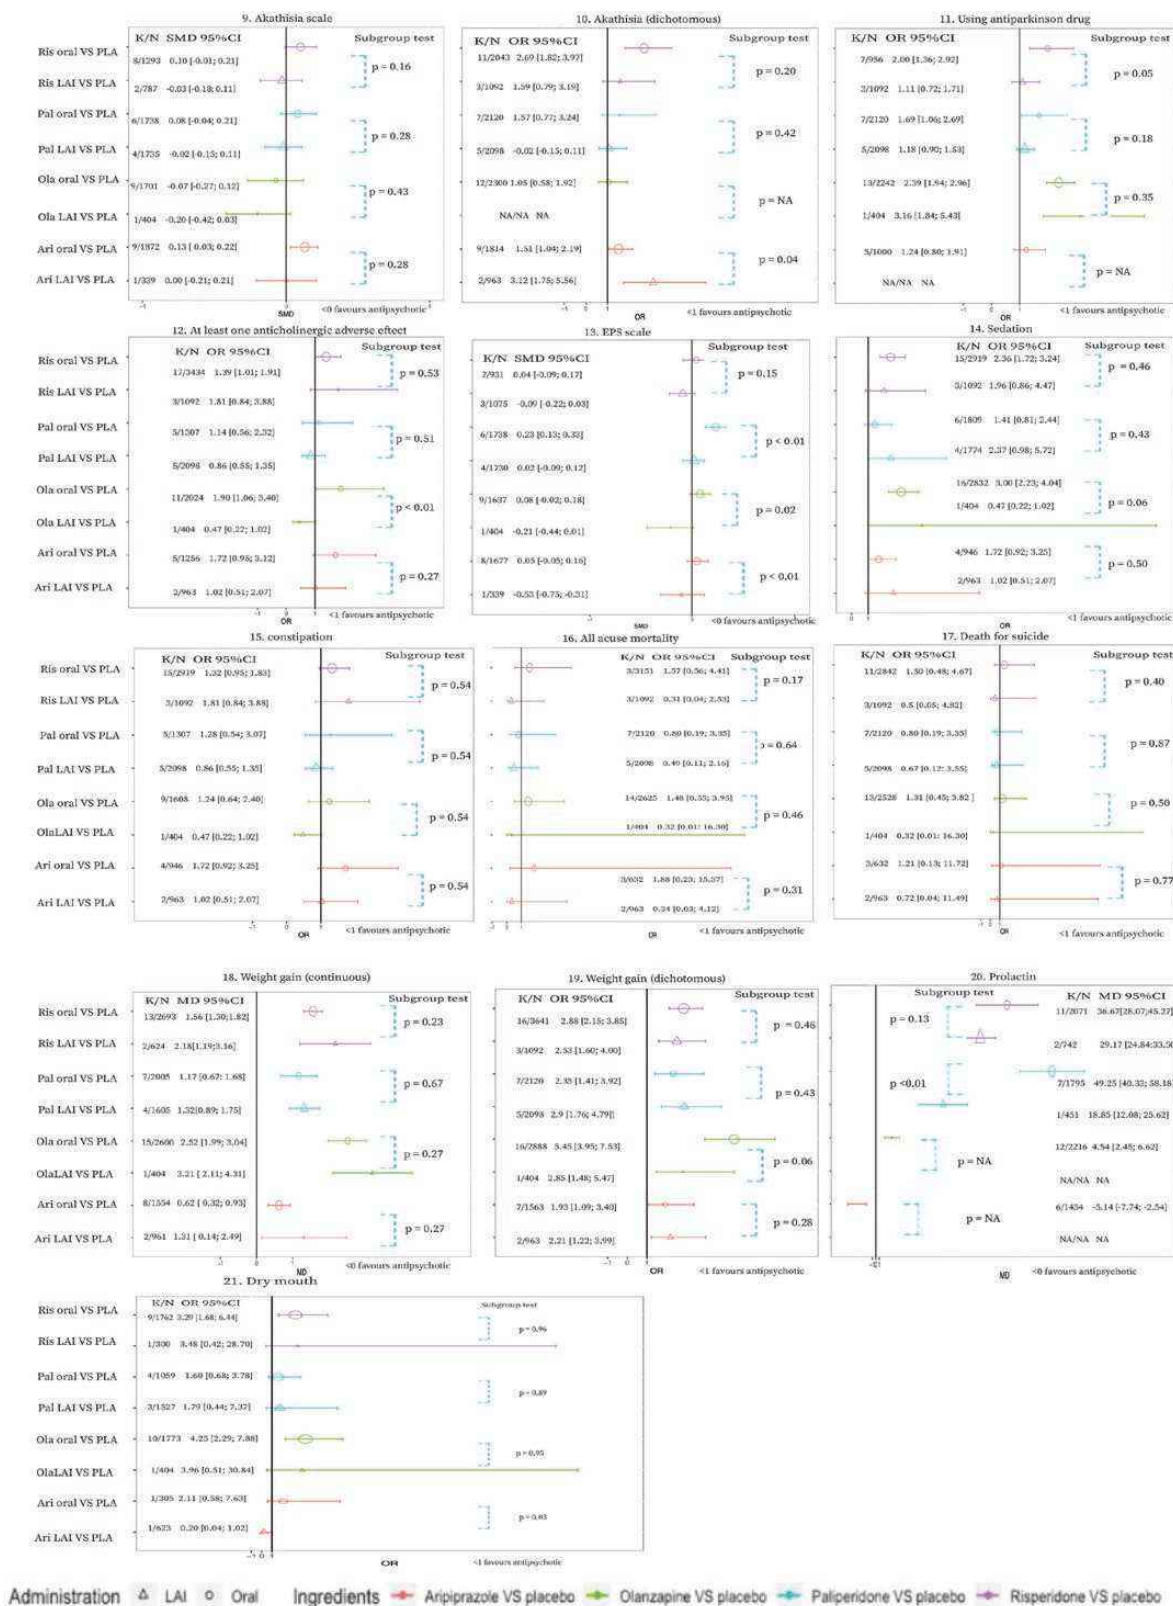 9. Akathisia scale
K/N SMD 95%CI
Subgroup test
Ris oral VS PLA
8/1293 0.10 [-0.01; 0.21]
p = 0.16
Ris LAI VS PLA
2/787 -0.03 [-0.18; 0.11]
Pal oral VS PLA
6/1738 0.08 [-0.04; 0.21]
p = 0.28
Pal LAI VS PLA
4/1735 -0.02 [-0.15; 0.11]
Ola oral VS PLA
9/1701 -0.07 [-0.27; 0.12]
p = 0.43
Ola LAI VS PLA
1/404 -0.20 [-0.42; 0.03]
Ari oral VS PLA
9/1872 0.13 [ 0.03; 0.22]
p = 0.28
Ari LAI VS PLA
1/339 0.00 [-0.21; 0.21]
SMD
<0 favours antipsychotic
10. Akathisia (dichotomous)
K/N OR 95%CI
Subgroup test
11/2043 2.69 [1.82; 3.97]
p = 0.20
3/1092 1.59 [0.79; 3.19]
7/2120 1.57 [0.77; 3.24]
p = 0.42
5/2098 -0.02 [-0.15; 0.11]
12/2300 1.05 [0.58; 1.92]
p = NA
NA/NA NA
9/1814 1.51 [1.04; 2.19]
p = 0.04
2/963 3.12 [1.75; 5.56]
OR
<1 favours antipsychotic
11. Using antiparkinson drug
K/N OR 95%CI
Subgroup test
7/956 2.00 [1.36; 2.92]
p = 0.05
3/1092 1.11 [0.72; 1.71]
7/2120 1.69 [1.06; 2.69]
p = 0.18
5/2098 1.18 [0.90; 1.53]
13/2242 2.39 [1.94; 2.96]
p = 0.35
1/404 3.16 [1.84; 5.43]
5/1000 1.24 [0.80; 1.91]
p = NA
NA/NA NA
OR
<1 favours antipsychotic
12. At least one anticholinergic adverse effect
K/N OR 95%CI
Subgroup test
Ris oral VS PLA
17/3434 1.39 [1.01; 1.91]
p = 0.53
Ris LAI VS PLA
3/1092 1.81 [0.84; 3.88]
Pal oral VS PLA
5/1307 1.14 [0.56; 2.32]
p = 0.51
Pal LAI VS PLA
5/2098 0.86 [0.55; 1.35]
Ola oral VS PLA
11/2024 1.90 [1.06; 3.40]
p < 0.01
Ola LAI VS PLA
1/404 0.47 [0.22; 1.02]
Ari oral VS PLA
5/1256 1.72 [0.95; 3.12]
p = 0.27
Ari LAI VS PLA
2/963 1.02 [0.51; 2.07]
OR
<1 favours antipsychotic
13. EPS scale
K/N SMD 95%CI
Subgroup test
7/931 0.04 [-0.09; 0.17]
p = 0.15
3/1075 -0.09 [-0.22; 0.03]
6/1738 0.23 [0.13; 0.33]
p < 0.01
4/1730 0.02 [-0.09; 0.12]
9/1637 0.08 [-0.02; 0.18]
p = 0.02
1/404 -0.21 [-0.44; 0.01]
8/1677 0.05 [-0.05; 0.16]
p < 0.01
1/339 -0.53 [-0.75; -0.31]
SMD
<0 favours antipsychotic
14. Sedation
K/N OR 95%CI
Subgroup test
15/2919 2.36 [1.72; 3.24]
p = 0.46
3/1092 1.96 [0.86; 4.47]
6/1809 1.41 [0.81; 2.44]
p = 0.43
4/1774 2.37 [0.98; 5.72]
16/2832 3.00 [2.23; 4.04]
p = 0.06
1/404 0.47 [0.22; 1.02]
4/946 1.72 [0.92; 3.25]
p = 0.50
2/963 1.02 [0.51; 2.07]
OR
<1 favours antipsychotic
15. constipation
K/N OR 95%CI
Subgroup test
Ris oral VS PLA
15/2919 1.32 [0.95; 1.83]
p = 0.54
Ris LAI VS PLA
3/1092 1.81 [0.84; 3.88]
Pal oral VS PLA
5/1307 1.28 [0.54; 3.07]
p = 0.54
Pal LAI VS PLA
5/2098 0.86 [0.55; 1.35]
Ola oral VS PLA
9/1608 1.24 [0.64; 2.40]
p = 0.54
OlaLAI VS PLA
1/404 0.47 [0.22; 1.02]
Ari oral VS PLA
4/946 1.72 [0.92; 3.25]
p = 0.54
Ari LAI VS PLA
2/963 1.02 [0.51; 2.07]
OR
<1 favours antipsychotic
16. All acuse mortality
K/N OR 95%CI
Subgroup test
3/3151 1.57 [0.56; 4.41]
p = 0.17
3/1092 0.31 [0.04; 2.53]
7/2120 0.80 [0.19; 3.35]
p = 0.64
5/2098 0.49 [0.11; 2.16]
14/2625 1.48 [0.55; 3.95]
p = 0.46
1/404 0.32 [0.01; 16.30]
3/632 1.88 [0.23; 15.37]
p = 0.31
2/963 0.34 [0.03; 4.12]
OR
<1 favours antipsychotic
17. Death for suicide
K/N OR 95%CI
Subgroup test
11/2842 1.50 [0.48; 4.67]
p = 0.40
3/1092 0.5 [0.05; 4.82]
7/2120 0.80 [0.19; 3.35]
p = 0.87
5/2098 0.67 [0.12; 3.55]
13/2528 1.31 [0.45; 3.82 ]
p = 0.50
1/404 0.32 [0.01; 16.30]
3/632 1.21 [0.13; 11.72]
p = 0.77
2/963 0.72 [0.04; 11.49]
OR
<1 favours antipsychotic
18. Weight gain (continuous)
K/N MD 95%CI
Subgroup test
Ris oral VS PLA
13/2693 1.56 [1.30;1.82]
p = 0.23
Ris LAI VS PLA
2/624 2.18[1.19;3.16]
Pal oral VS PLA
7/2005 1.17 [0.67; 1.68]
p = 0.67
Pal LAI VS PLA
4/1605 1.32[0.89; 1.75]
Ola oral VS PLA
15/2600 2.52 [1.99; 3.04]
p = 0.27
OlaLAI VS PLA
1/404 3.21 [ 2.11; 4.31]
Ari oral VS PLA
8/1554 0.62 [ 0.32; 0.93]
p = 0.27
Ari LAI VS PLA
2/961 1.31 [ 0.14; 2.49]
ND
<0 favours antipsychotic
19. Weight gain (dichotomous)
K/N OR 95%CI
Subgroup test
16/3641 2.88 [2.15; 3.85]
p = 0.46
3/1092 2.53 [1.60; 4.00]
7/2120 2.35 [1.41; 3.92]
p = 0.43
5/2098 2.9 [1.76; 4.79]]
16/2888 5.45 [3.95; 7.53]
p = 0.06
1/404 2.85 [1.48; 5.47]
7/1563 1.93 [1.09; 3.40]
p = 0.28
2/963 2.21 [1.22; 3.99]
OR
<1 favours antipsychotic
20. Prolactin
Subgroup test
K/N MD 95%CI
11/2071 36.67[28.07;45.27]
p = 0.13
2/742 29.17 [24.84;33.50
p <0.01
7/1795 49.25 [40.33; 58.18]
1/451 18.85 [12.08; 25.62]
12/2216 4.54 [2.45; 6.62]
p = NA
NA/NA NA
6/1454 -5.14 [-7.74; -2.54]
p = NA
NA/NA NA
ND
<0 favours antipsychotic
21. Dry mouth
K/N OR 95%CI
Subgroup test
Ris oral VS PLA
9/1762 3.29 [1.68; 6.44]
p = 0.96
Ris LAI VS PLA
1/300 3.48 [0.42; 28.70]
Pal oral VS PLA
4/1059 1.60 [0.68; 3.78]
p = 0.89
Pal LAI VS PLA
3/1527 1.79 [0.44; 7.37]
Ola oral VS PLA
10/1773 4.25 [2.29; 7.88]
p = 0.95
OlaLAI VS PLA
1/404 3.96 [0.51; 30.84]
Ari oral VS PLA
1/305 2.11 [0.58; 7.63]
p = 0.03
Ari LAI VS PLA
1/623 0.20 [0.04; 1.02]
OR
<1 favours antipsychotic
Administration LAI Oral Ingredients Aripiprazole VS placebo Olanzapine VS placebo Paliperidone VS placebo Risperidone VS placebo